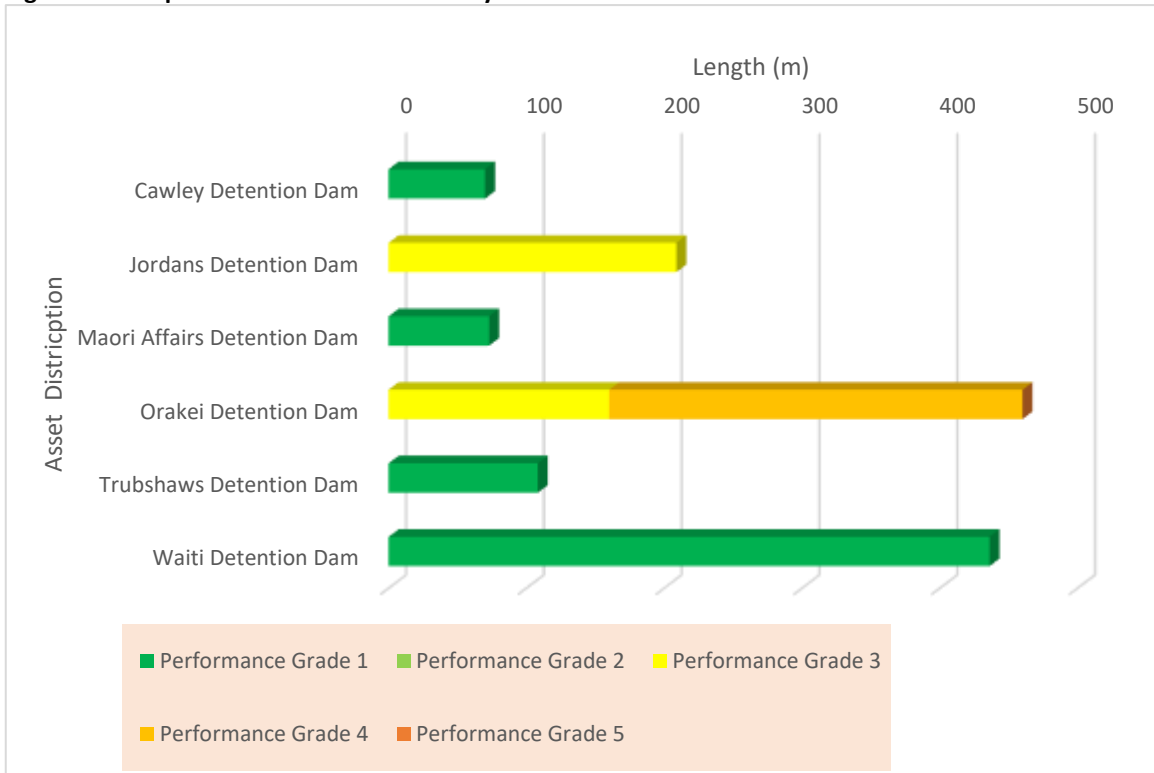 Length (m)
0 100 200 300 400 500
Asset Districption
Cawley Detention Dam
Jordans Detention Dam
Maori Affairs Detention Dam
Orakei Detention Dam
Trubshaws Detention Dam
Waiti Detention Dam
Performance Grade 1 Performance Grade 2 Performance Grade 3
Performance Grade 4 Performance Grade 5